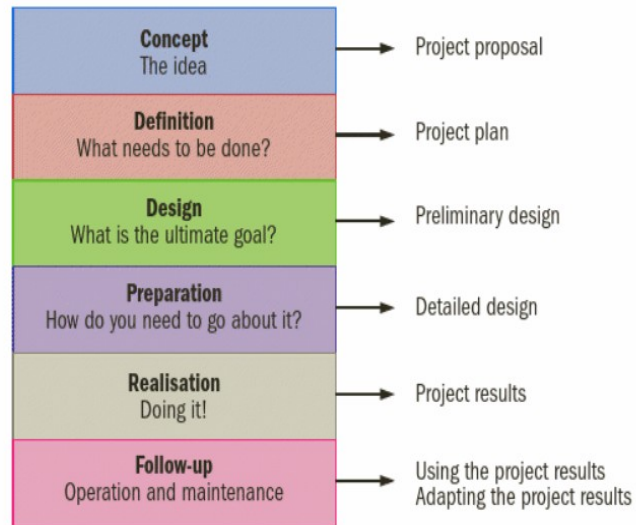 Concept
The idea
Project proposal
Definition
What needs to be done?
Project plan
Design
What is the ultimate goal?
Preliminary design
Preparation
How do you need to go about it?
Detailed design
Realisation
Doing it!
Project results
Follow-up
Operation and maintenance
Using the project results
Adapting the project results